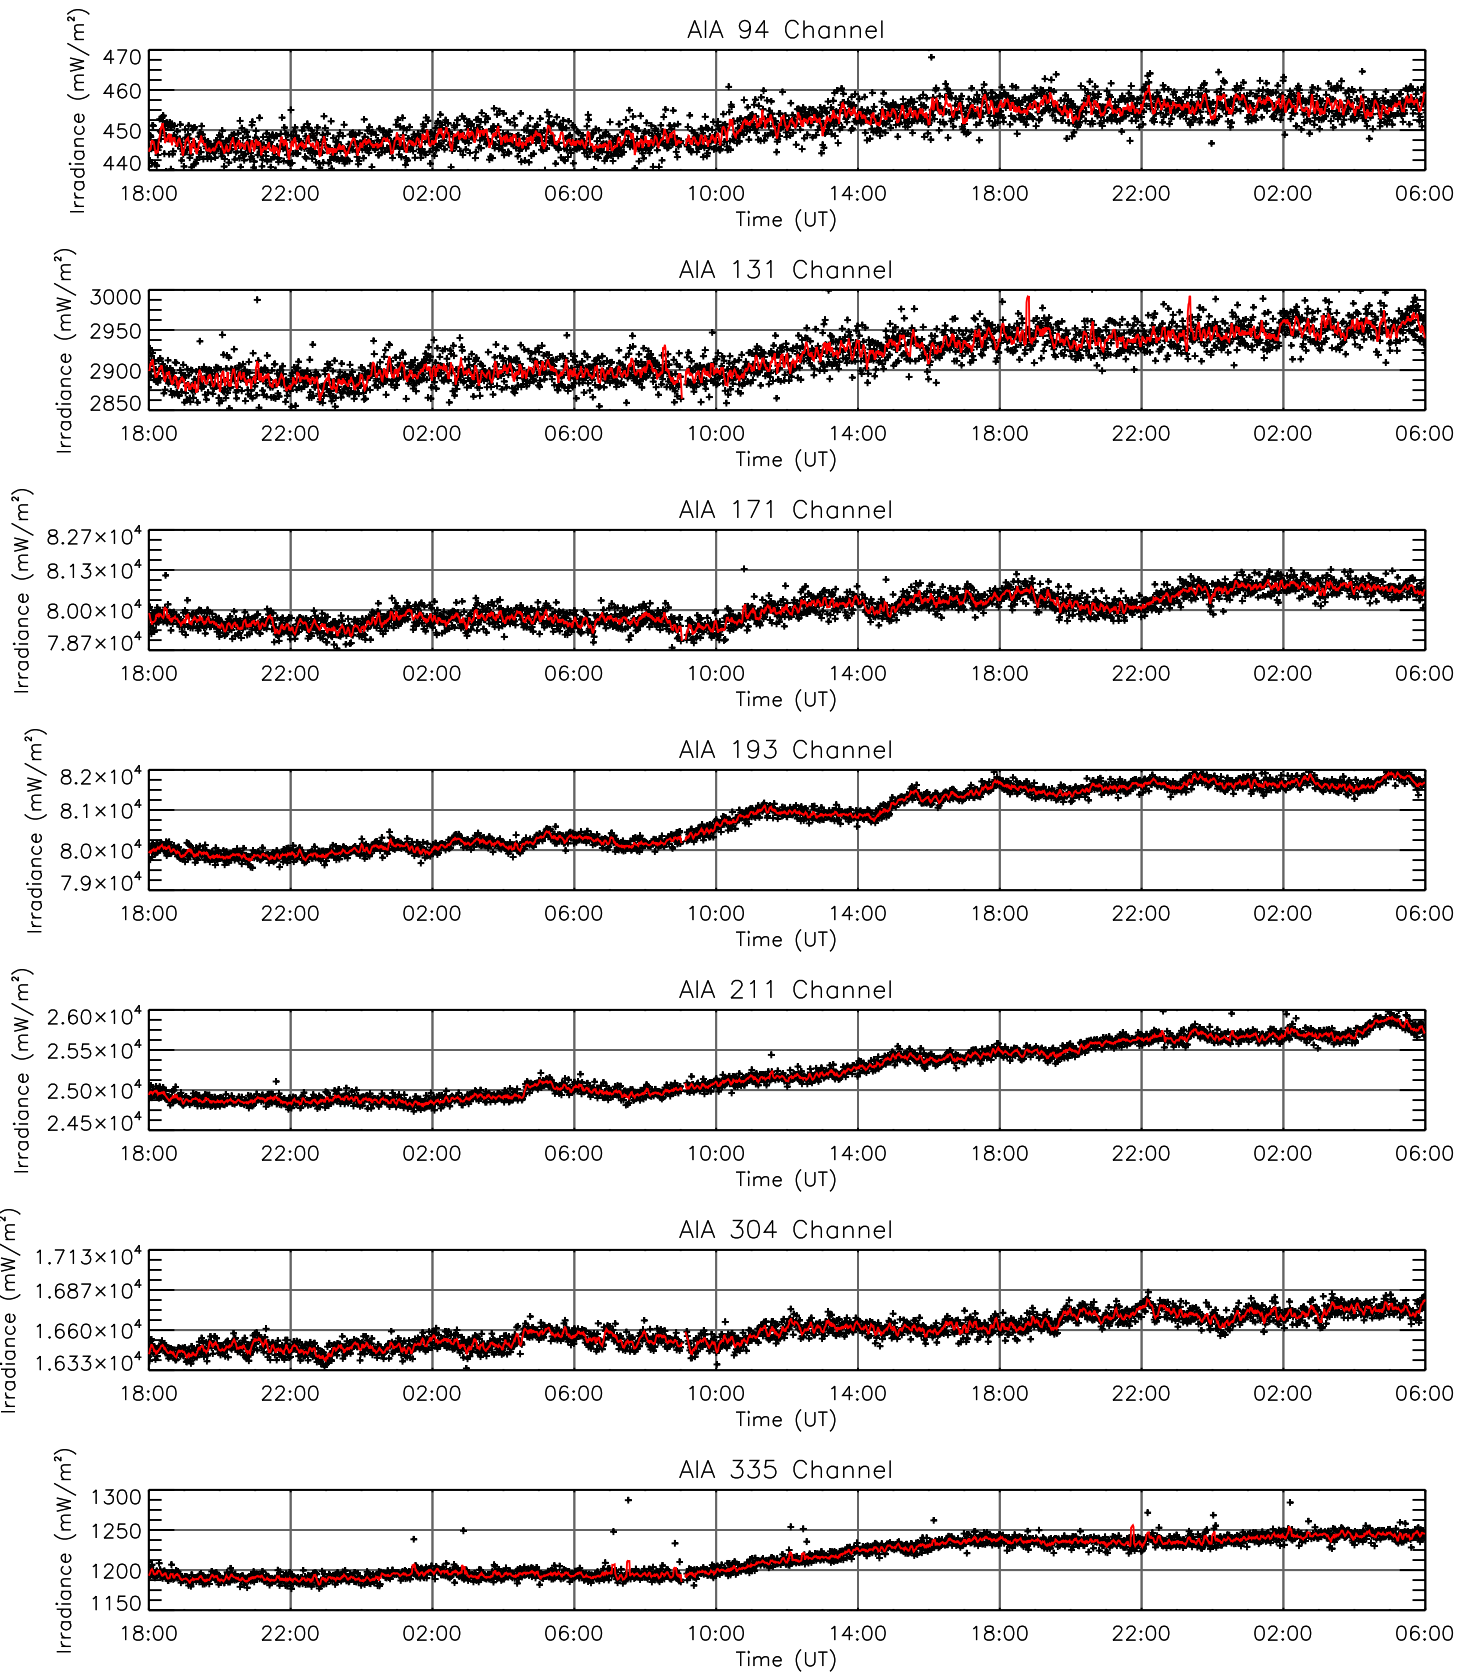 AIA 94 Channel
Irradiance (mW/m²)
470
460
450
440
18:00 22:00 02:00 06:00 10:00 14:00 18:00 22:00 02:00 06:00
Time (UT)
AIA 131 Channel
Irradiance (mW/m²)
3000
2950
2900
2850
18:00 22:00 02:00 06:00 10:00 14:00 18:00 22:00 02:00 06:00
Time (UT)
AIA 171 Channel
Irradiance (mW/m²)
8.27×10⁴
8.13×10⁴
8.00×10⁴
7.87×10⁴
18:00 22:00 02:00 06:00 10:00 14:00 18:00 22:00 02:00 06:00
Time (UT)
AIA 193 Channel
Irradiance (mW/m²)
8.2×10⁴
8.1×10⁴
8.0×10⁴
7.9×10⁴
18:00 22:00 02:00 06:00 10:00 14:00 18:00 22:00 02:00 06:00
Time (UT)
AIA 211 Channel
Irradiance (mW/m²)
2.60×10⁴
2.55×10⁴
2.50×10⁴
2.45×10⁴
18:00 22:00 02:00 06:00 10:00 14:00 18:00 22:00 02:00 06:00
Time (UT)
AIA 304 Channel
Irradiance (mW/m²)
1.713×10⁴
1.687×10⁴
1.660×10⁴
1.633×10⁴
18:00 22:00 02:00 06:00 10:00 14:00 18:00 22:00 02:00 06:00
Time (UT)
AIA 335 Channel
Irradiance (mW/m²)
1300
1250
1200
1150
18:00 22:00 02:00 06:00 10:00 14:00 18:00 22:00 02:00 06:00
Time (UT)